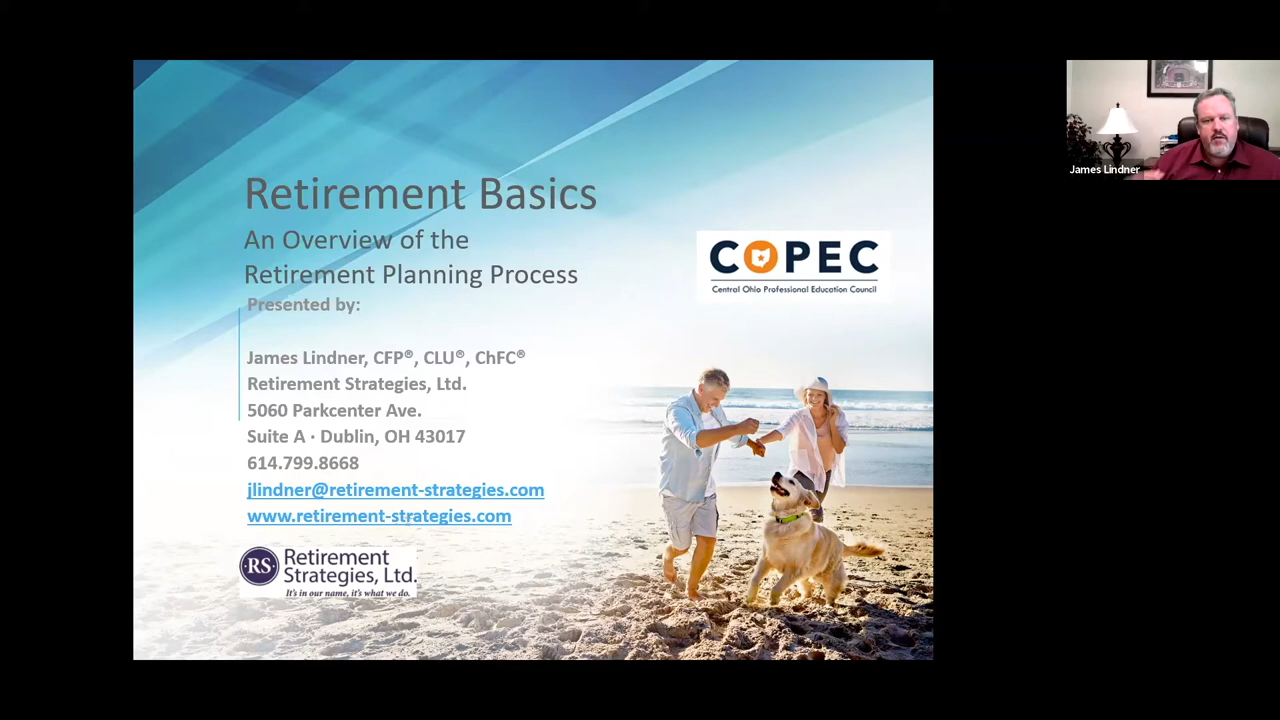 Retirement Basics
An Overview of the
Retirement Planning Process
Presented by:
James Lindner, CFP®, CLU®, ChFC®
Retirement Strategies, Ltd.
5060 Parkcenter Ave.
Suite A · Dublin, OH 43017
614.799.8668
jlindner@retirement-strategies.com
www.retirement-strategies.com
RS
Retirement
Strategies, Ltd.
It's in our name, it's what we do.
COPEC
Central Ohio Professional Education Council
James Lindner